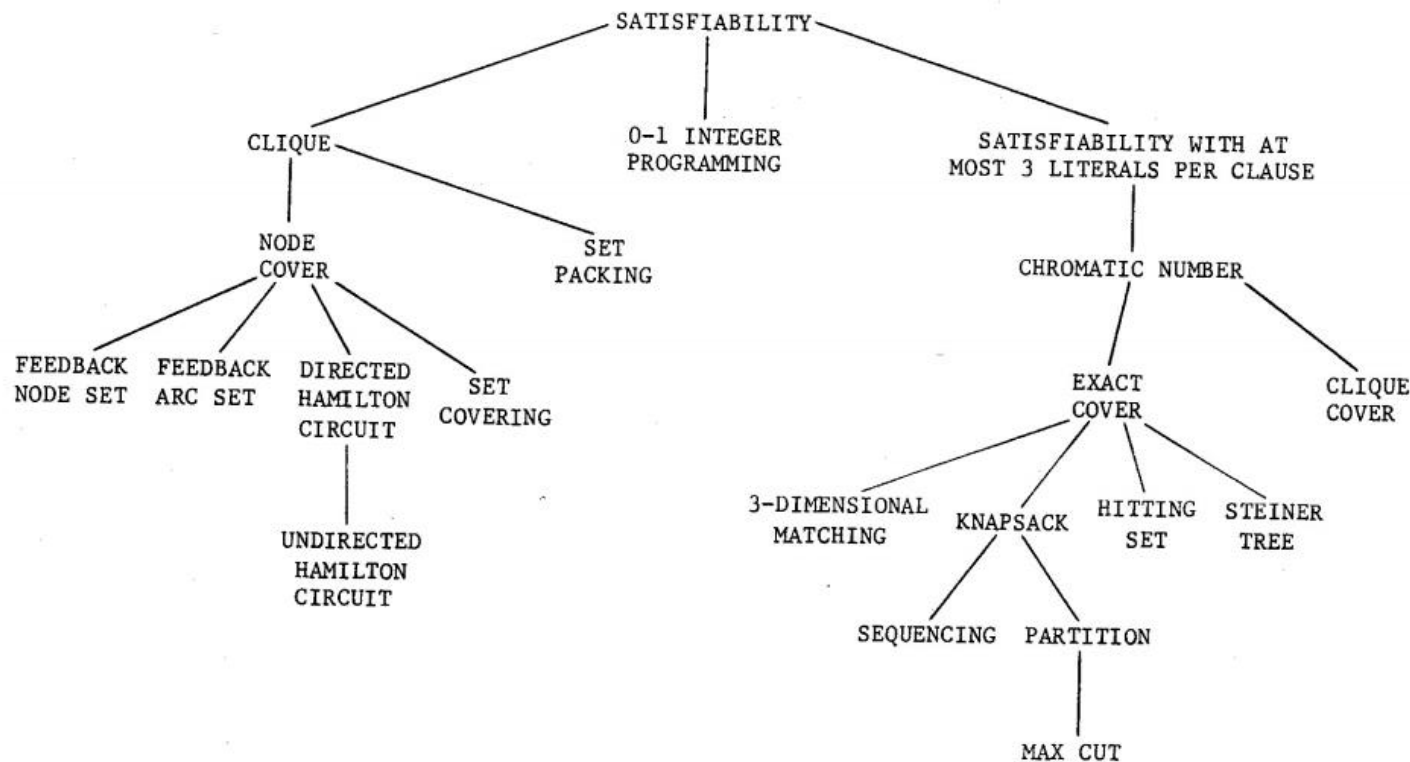 SATISFIABILITY
CLIQUE
0-1 INTEGER
PROGRAMMING
SATISFIABILITY WITH AT
MOST 3 LITERALS PER CLAUSE
NODE
COVER
SET
PACKING
CHROMATIC NUMBER
FEEDBACK
NODE SET
FEEDBACK
ARC SET
DIRECTED
HAMILTON
CIRCUIT
SET
COVERING
EXACT
COVER
CLIQUE
COVER
3-DIMENSIONAL
MATCHING
KNAPSACK
HITTING
SET
STEINER
TREE
UNDIRECTED
HAMILTON
CIRCUIT
SEQUENCING
PARTITION
MAX CUT